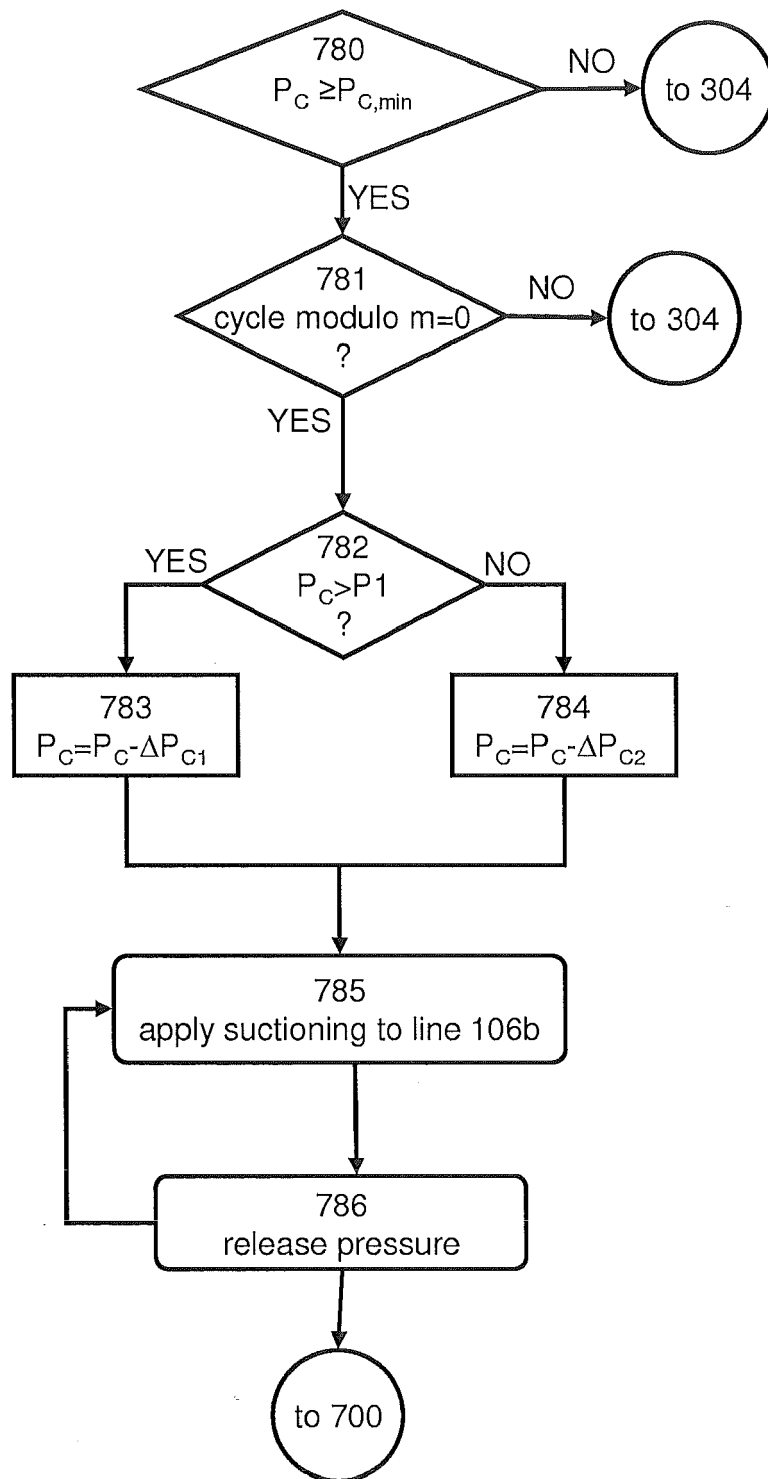 780
P_C ≥P_C,min
NO
to 304
YES
781
cycle modulo m=0
?
NO
to 304
YES
782
P_C>P1
?
YES
NO
783
P_C=P_C-ΔP_C1
784
P_C=P_C-ΔP_C2
785
apply suctioning to line 106b
786
release pressure
to 700